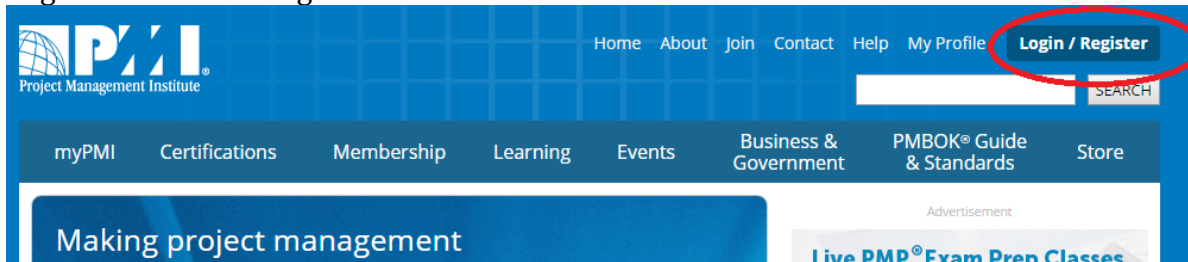 PMI®
Project Management Institute
Home About Join Contact Help My Profile Login / Register
SEARCH
myPMI Certifications Membership Learning Events Business & Government PMBOK® Guide & Standards Store
Making project management
Advertisement
Live PMP® Exam Prep Classes